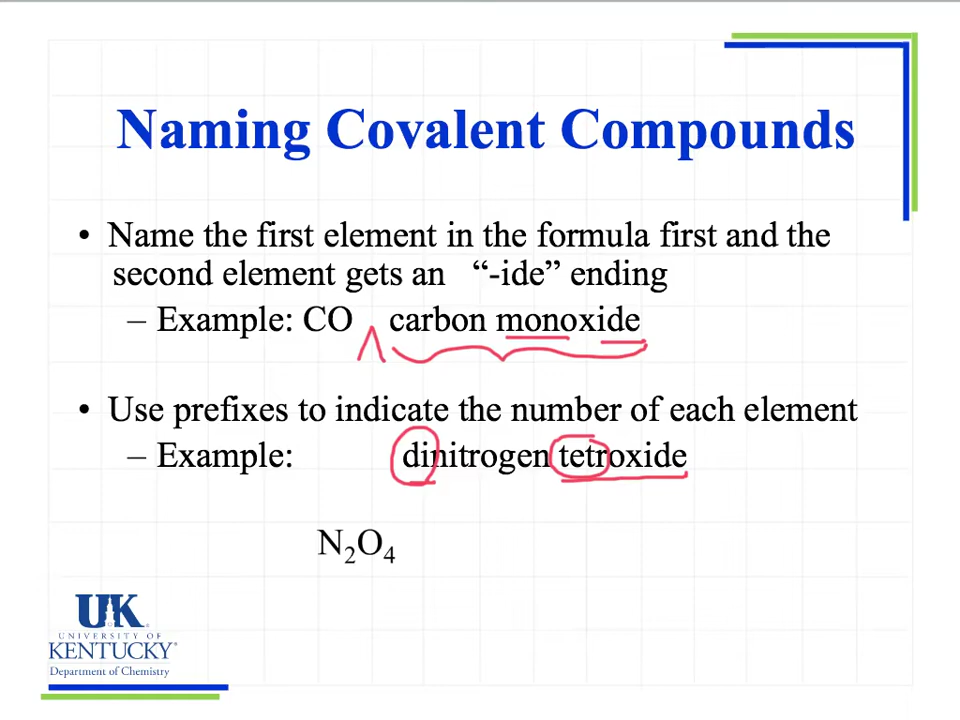 Naming Covalent Compounds
• Name the first element in the formula first and the
second element gets an “-ide” ending
– Example: CO carbon monoxide
• Use prefixes to indicate the number of each element
– Example: dinitrogen tetroxide
N₂O₄
UK
UNIVERSITY OF
KENTUCKY®
Department of Chemistry